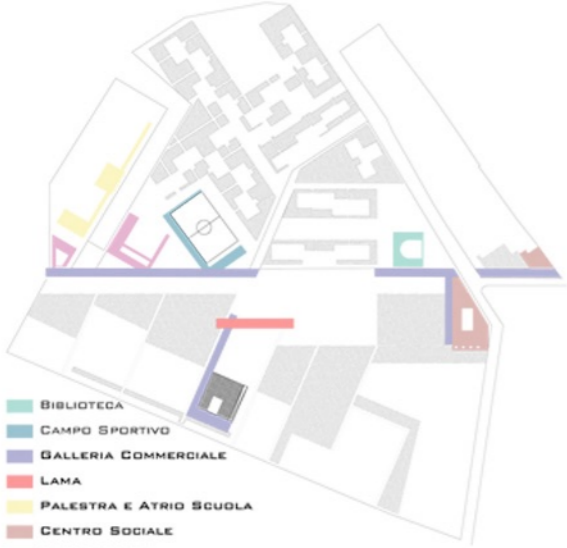 BIBLIOTECA
CAMPO SPORTIVO
GALLERIA COMMERCIALE
LAMA
PALESTRA E ATRIO SCUOLA
CENTRO SOCIALE